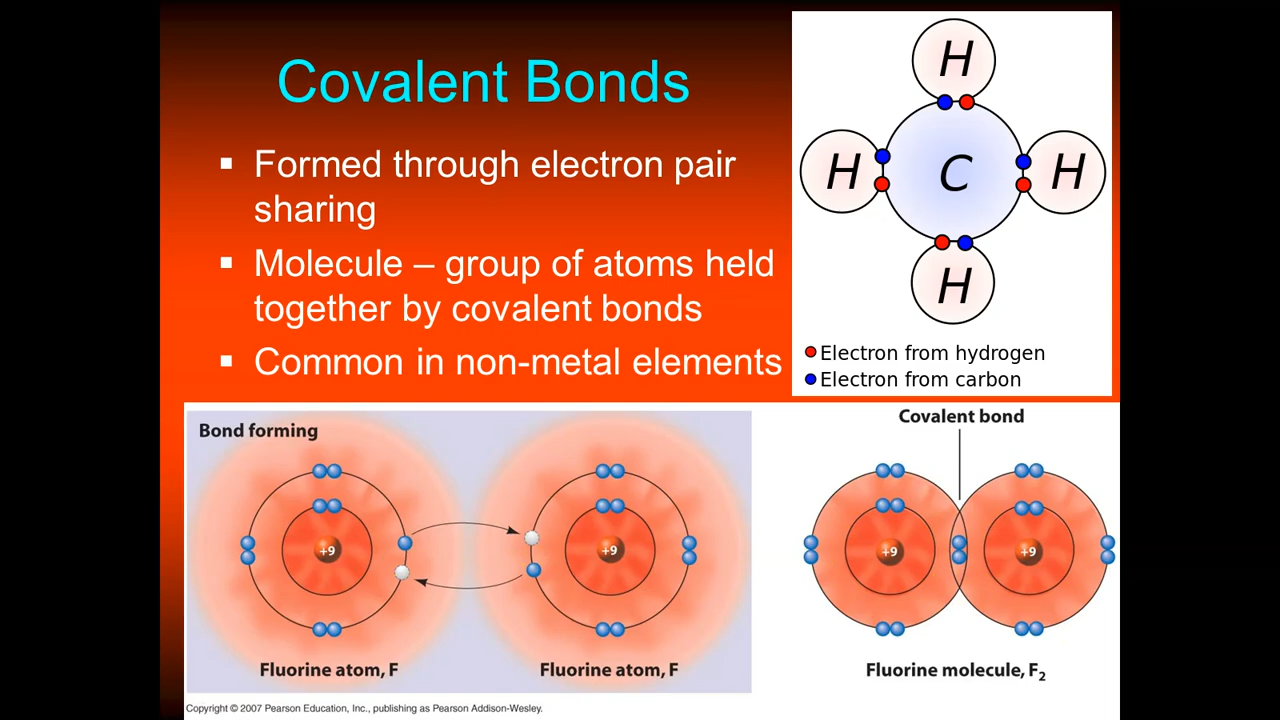 Covalent Bonds
▪ Formed through electron pair
sharing
▪ Molecule – group of atoms held
together by covalent bonds
▪ Common in non-metal elements
H
H C H
H
Electron from hydrogen
Electron from carbon
Bond forming
+9 +9
Fluorine atom, F Fluorine atom, F
Covalent bond
+9 +9
Fluorine molecule, F₂
Copyright © 2007 Pearson Education, Inc., publishing as Pearson Addison-Wesley.